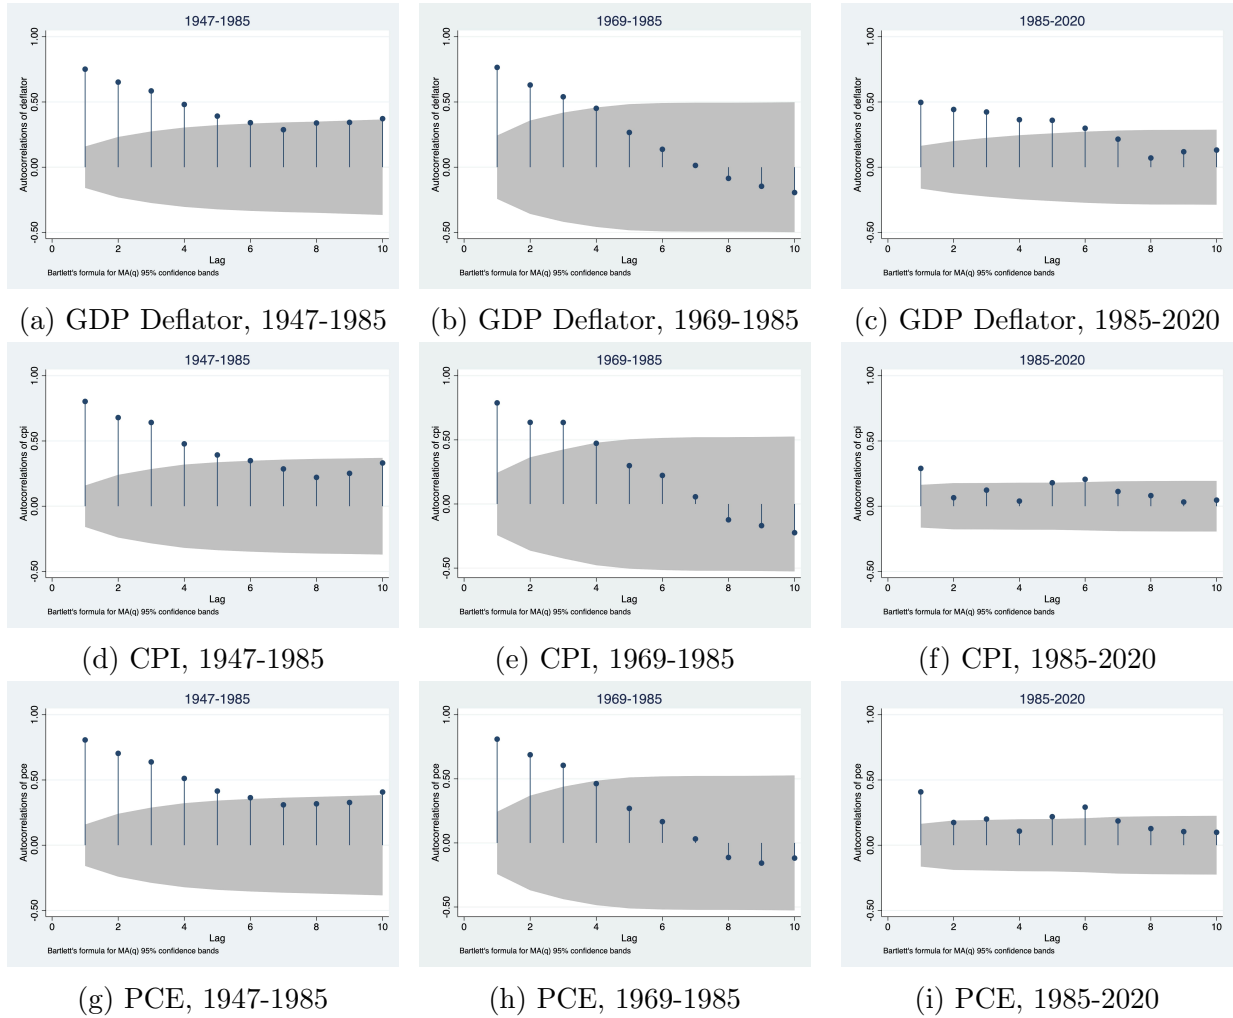 1947-1985
Autocorrelations of deflator
1.00
0.50
0.00
-0.50
0 2 4 6 8 10
Lag
Bartlett's formula for MA(q) 95% confidence bands
1969-1985
Autocorrelations of deflator
1.00
0.50
0.00
-0.50
0 2 4 6 8 10
Lag
Bartlett's formula for MA(q) 95% confidence bands
1985-2020
Autocorrelations of deflator
1.00
0.50
0.00
-0.50
0 2 4 6 8 10
Lag
Bartlett's formula for MA(q) 95% confidence bands
(a) GDP Deflator, 1947-1985
(b) GDP Deflator, 1969-1985
(c) GDP Deflator, 1985-2020
1947-1985
Autocorrelations of cpi
1.00
0.50
0.00
-0.50
0 2 4 6 8 10
Lag
Bartlett's formula for MA(q) 95% confidence bands
1969-1985
Autocorrelations of cpi
1.00
0.50
0.00
-0.50
0 2 4 6 8 10
Lag
Bartlett's formula for MA(q) 95% confidence bands
1985-2020
Autocorrelations of cpi
1.00
0.50
0.00
-0.50
0 2 4 6 8 10
Lag
Bartlett's formula for MA(q) 95% confidence bands
(d) CPI, 1947-1985
(e) CPI, 1969-1985
(f) CPI, 1985-2020
1947-1985
Autocorrelations of pce
1.00
0.50
0.00
-0.50
0 2 4 6 8 10
Lag
Bartlett's formula for MA(q) 95% confidence bands
1969-1985
Autocorrelations of pce
1.00
0.50
0.00
-0.50
0 2 4 6 8 10
Lag
Bartlett's formula for MA(q) 95% confidence bands
1985-2020
Autocorrelations of pce
1.00
0.50
0.00
-0.50
0 2 4 6 8 10
Lag
Bartlett's formula for MA(q) 95% confidence bands
(g) PCE, 1947-1985
(h) PCE, 1969-1985
(i) PCE, 1985-2020